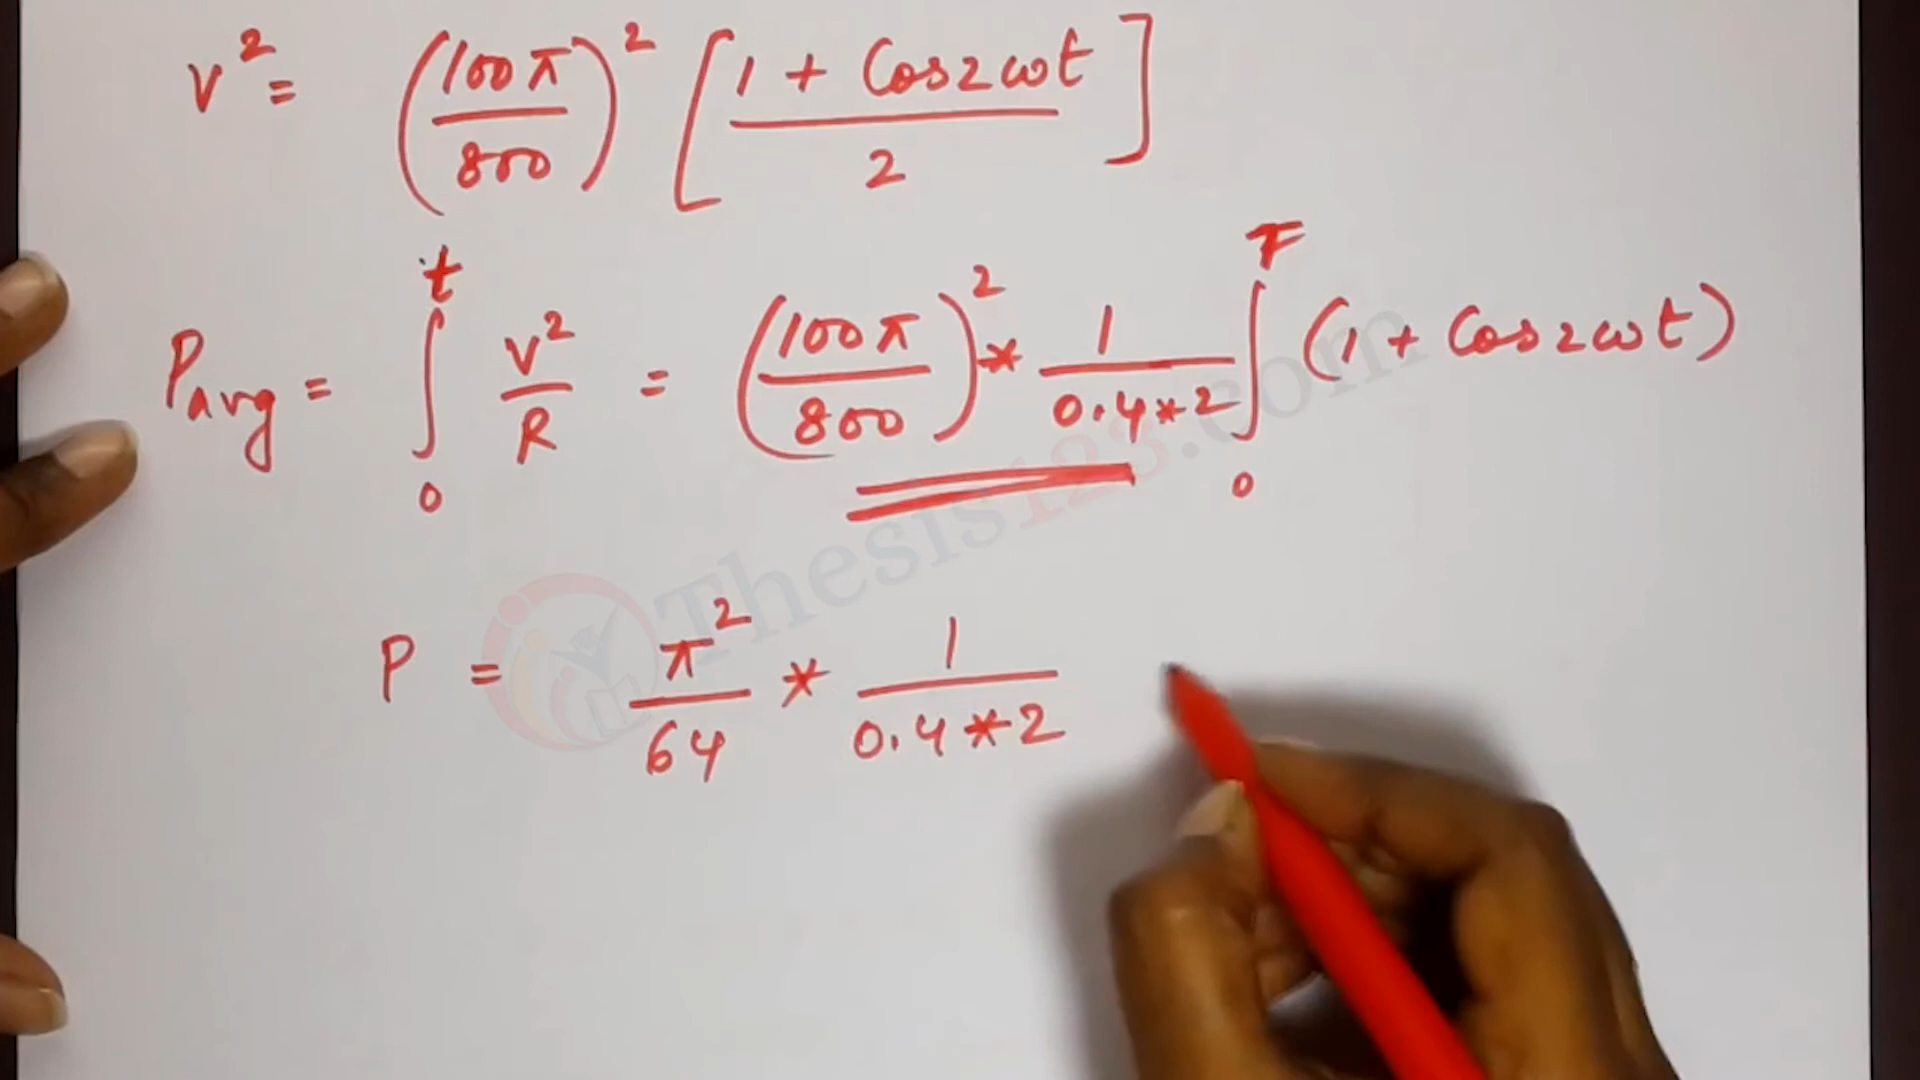 V² = (100π/800)² [1 + Cos2ωt / 2]
Pavg = ∫₀ᵗ V²/R = (100π/800)² * 1/(0.4*2) ∫₀ᵀ (1 + Cos2ωt)
P = π²/64 * 1/(0.4*2)
Thesis123.com